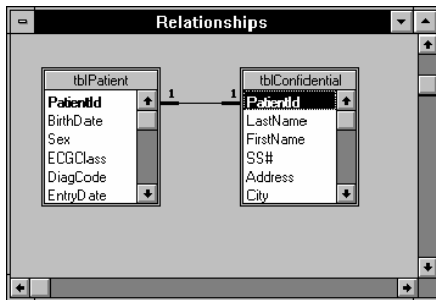 Relationships
tblPatient
PatientId
BirthDate
Sex
ECGClass
DiagCode
EntryDate
1 1
tblConfidential
PatientId
LastName
FirstName
SS#
Address
City